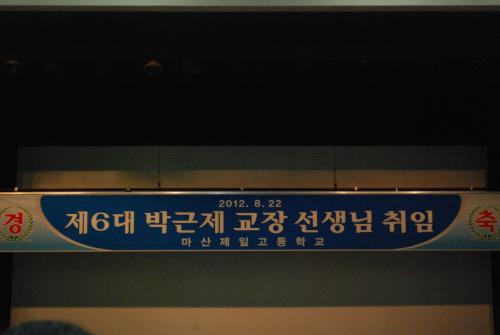 2012. 8. 22
경 제6대 박근제 교장 선생님 취임 축
마산제일고등학교